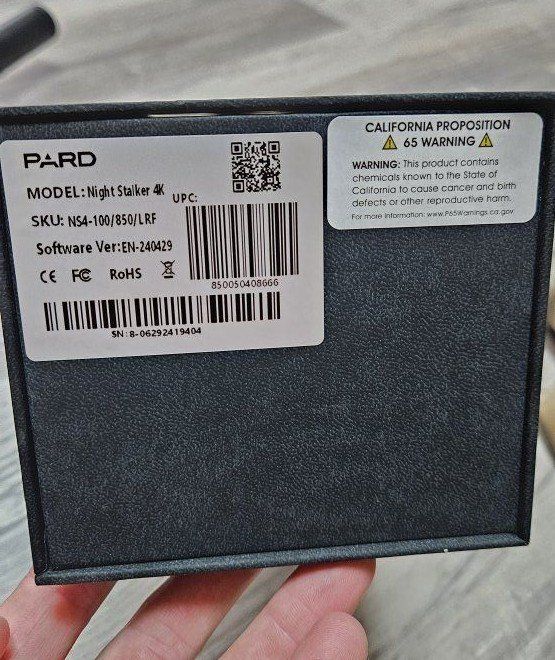 PARD
MODEL: Night Stalker 4K
UPC:
SKU: NS4-100/850/LRF
Software Ver:EN-240429
CE FC RoHS
850050408666
SN:8-06292419404
CALIFORNIA PROPOSITION
65 WARNING
WARNING: This product contains
chemicals known to the State of
California to cause cancer and birth
defects or other reproductive harm.
For more information: www.P65Warnings.ca.gov